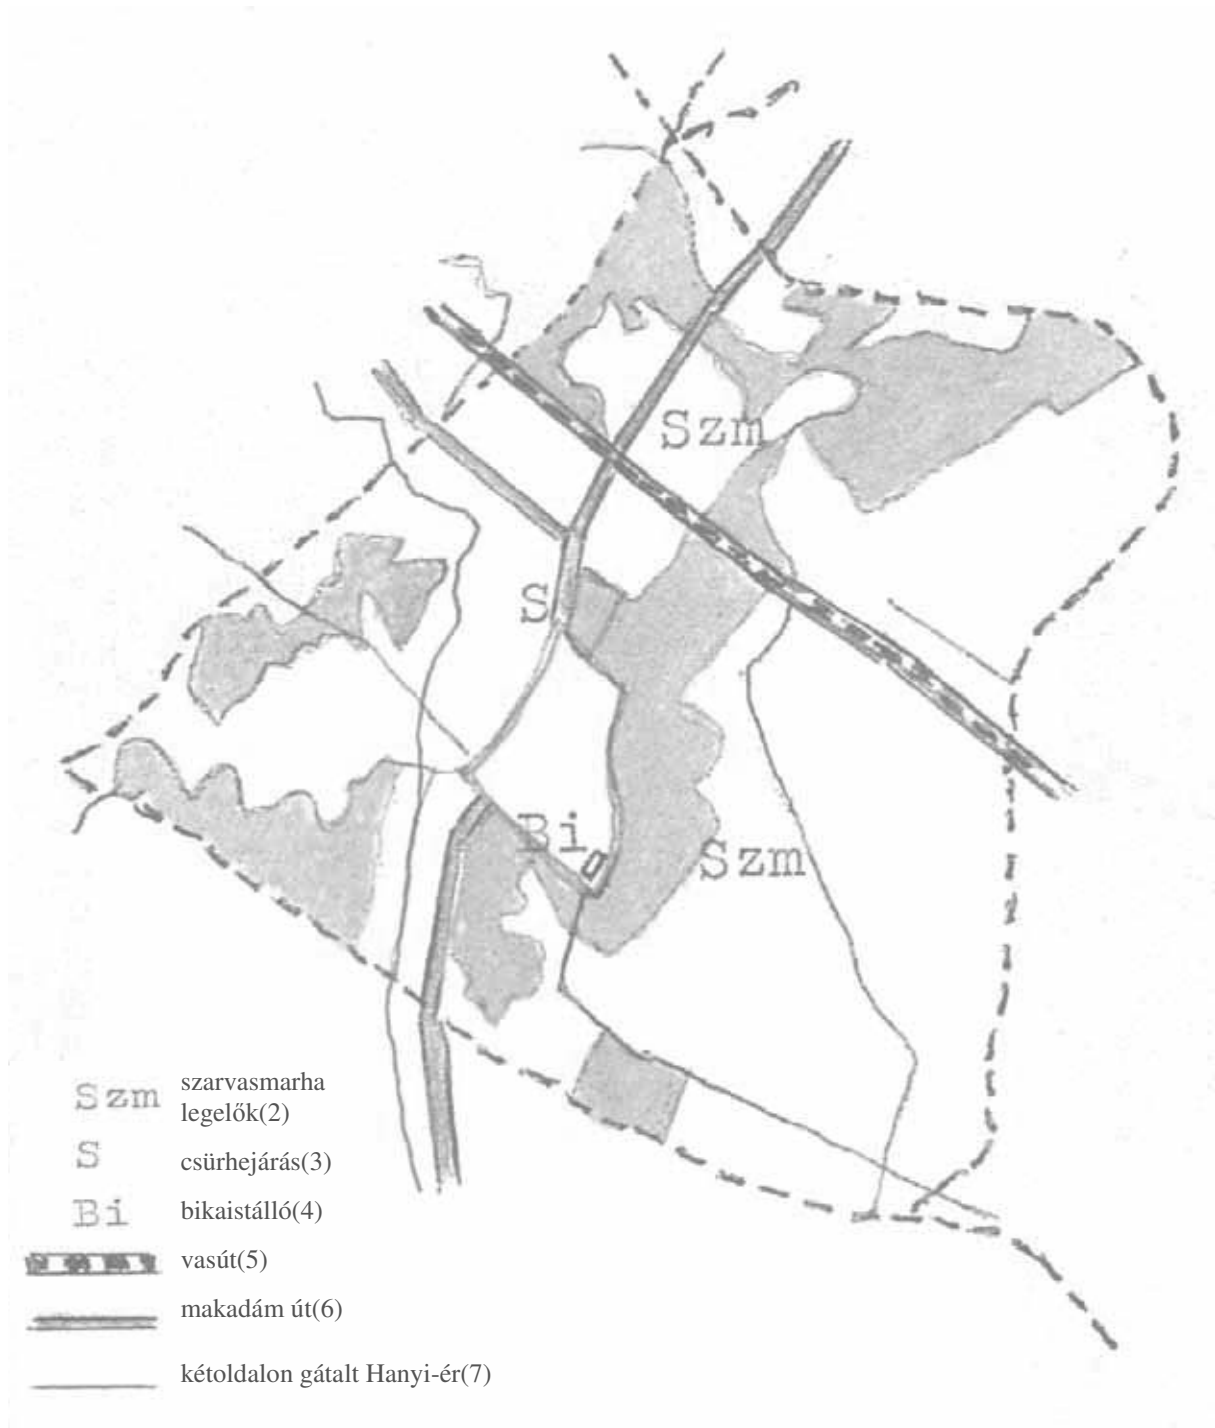 Szm
S
Bi
Szm
Szm szarvasmarha
legelők(2)
S csürhejárás(3)
Bi bikaistálló(4)
vasút(5)
makadám út(6)
kétoldalon gátalt Hanyi-ér(7)